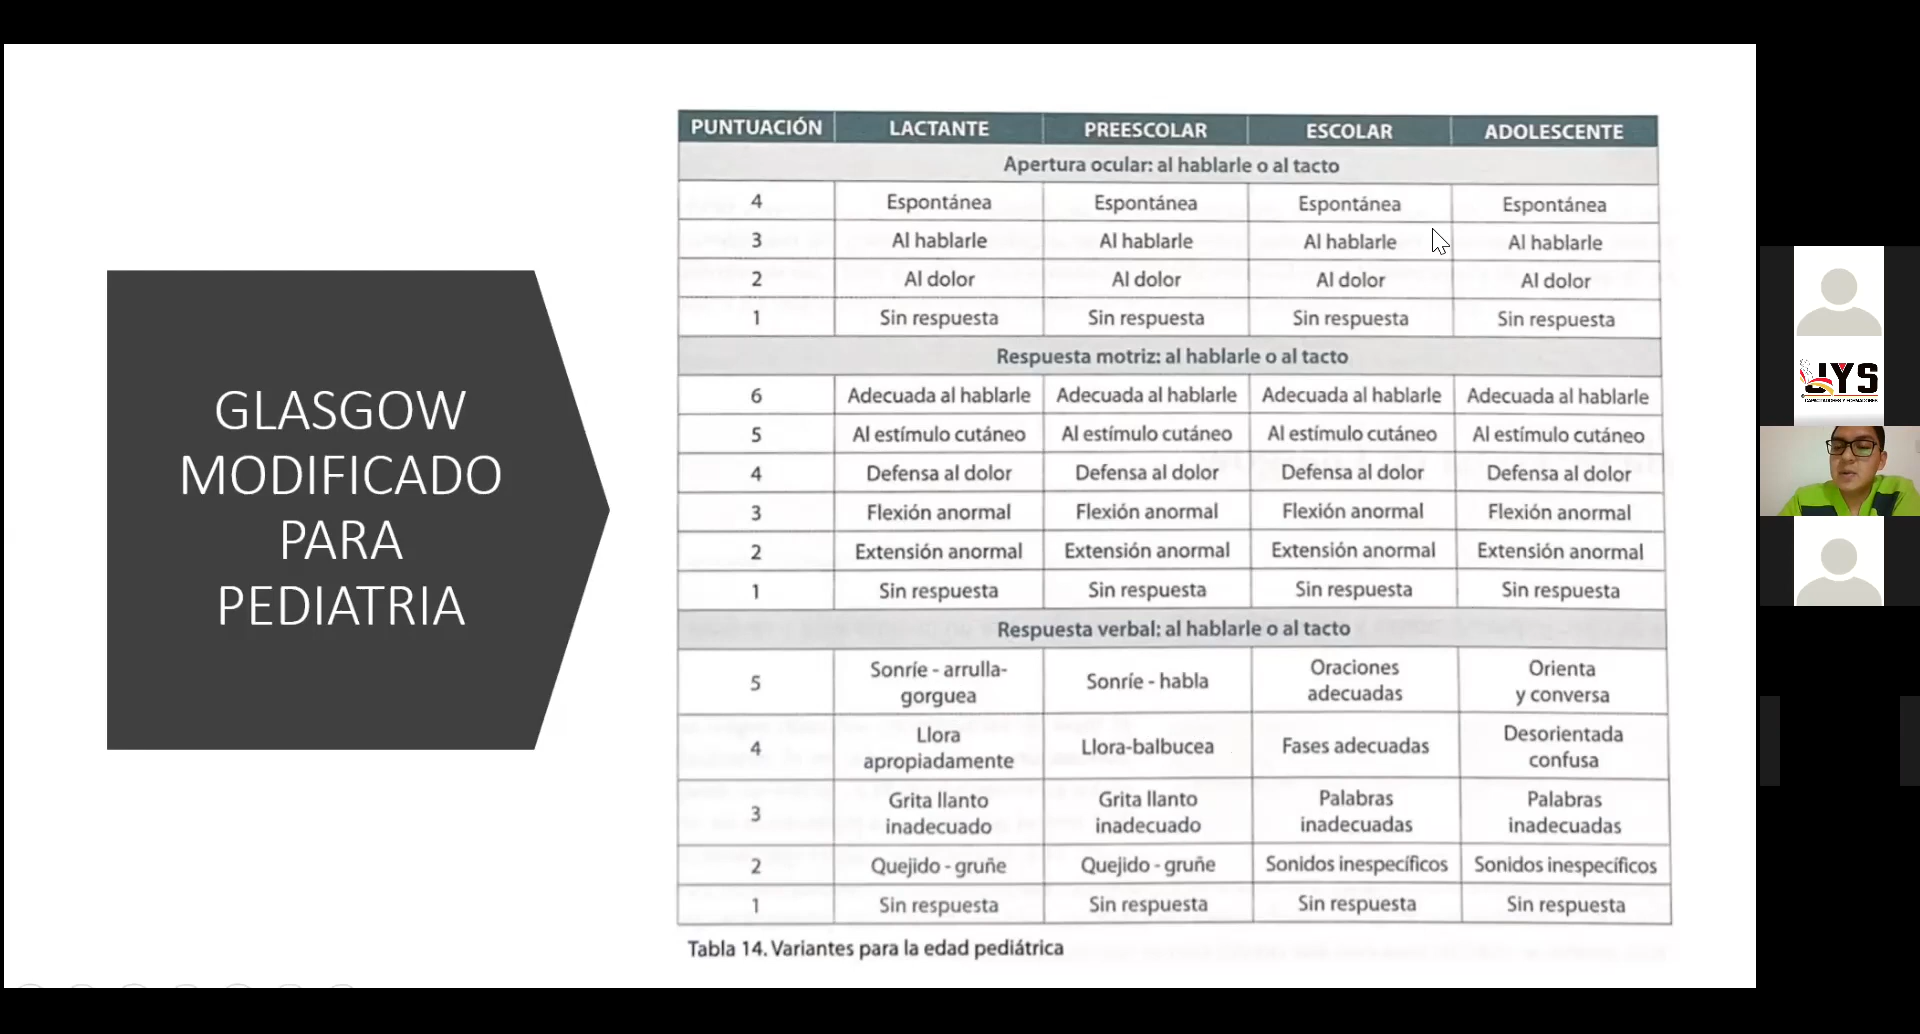 GLASGOW
MODIFICADO
PARA
PEDIATRIA
PUNTUACIÓN LACTANTE PREESCOLAR ESCOLAR ADOLESCENTE
Apertura ocular: al hablarle o al tacto
4 Espontánea Espontánea Espontánea Espontánea
3 Al hablarle Al hablarle Al hablarle Al hablarle
2 Al dolor Al dolor Al dolor Al dolor
1 Sin respuesta Sin respuesta Sin respuesta Sin respuesta
Respuesta motriz: al hablarle o al tacto
6 Adecuada al hablarle Adecuada al hablarle Adecuada al hablarle Adecuada al hablarle
5 Al estímulo cutáneo Al estímulo cutáneo Al estímulo cutáneo Al estímulo cutáneo
4 Defensa al dolor Defensa al dolor Defensa al dolor Defensa al dolor
3 Flexión anormal Flexión anormal Flexión anormal Flexión anormal
2 Extensión anormal Extensión anormal Extensión anormal Extensión anormal
1 Sin respuesta Sin respuesta Sin respuesta Sin respuesta
Respuesta verbal: al hablarle o al tacto
5 Sonríe - arrulla- Sonríe - habla Oraciones Orienta
gorguea adecuadas y conversa
4 Llora Llora-balbucea Fases adecuadas Desorientada
apropiadamente confusa
3 Grita llanto Grita llanto Palabras Palabras
inadecuado inadecuado inadecuadas inadecuadas
2 Quejido - gruñe Quejido - gruñe Sonidos inespecíficos Sonidos inespecíficos
1 Sin respuesta Sin respuesta Sin respuesta Sin respuesta
Tabla 14. Variantes para la edad pediátrica
JYS